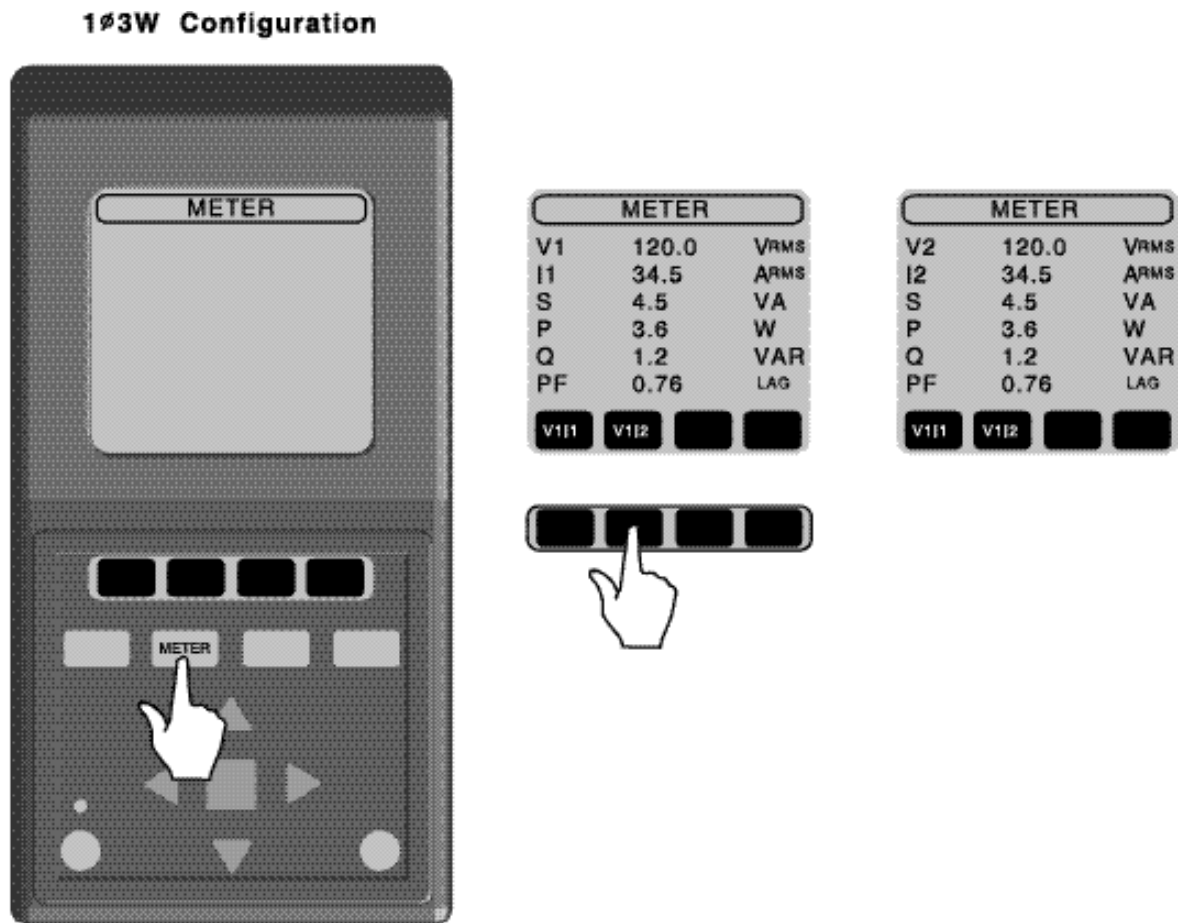 1ø3W Configuration
METER
METER
METER
V1 120.0 VRMS
I1 34.5 ARMS
S 4.5 VA
P 3.6 W
Q 1.2 VAR
PF 0.76 LAG
V1I1 V1I2
METER
V2 120.0 VRMS
I2 34.5 ARMS
S 4.5 VA
P 3.6 W
Q 1.2 VAR
PF 0.76 LAG
V1I1 V1I2